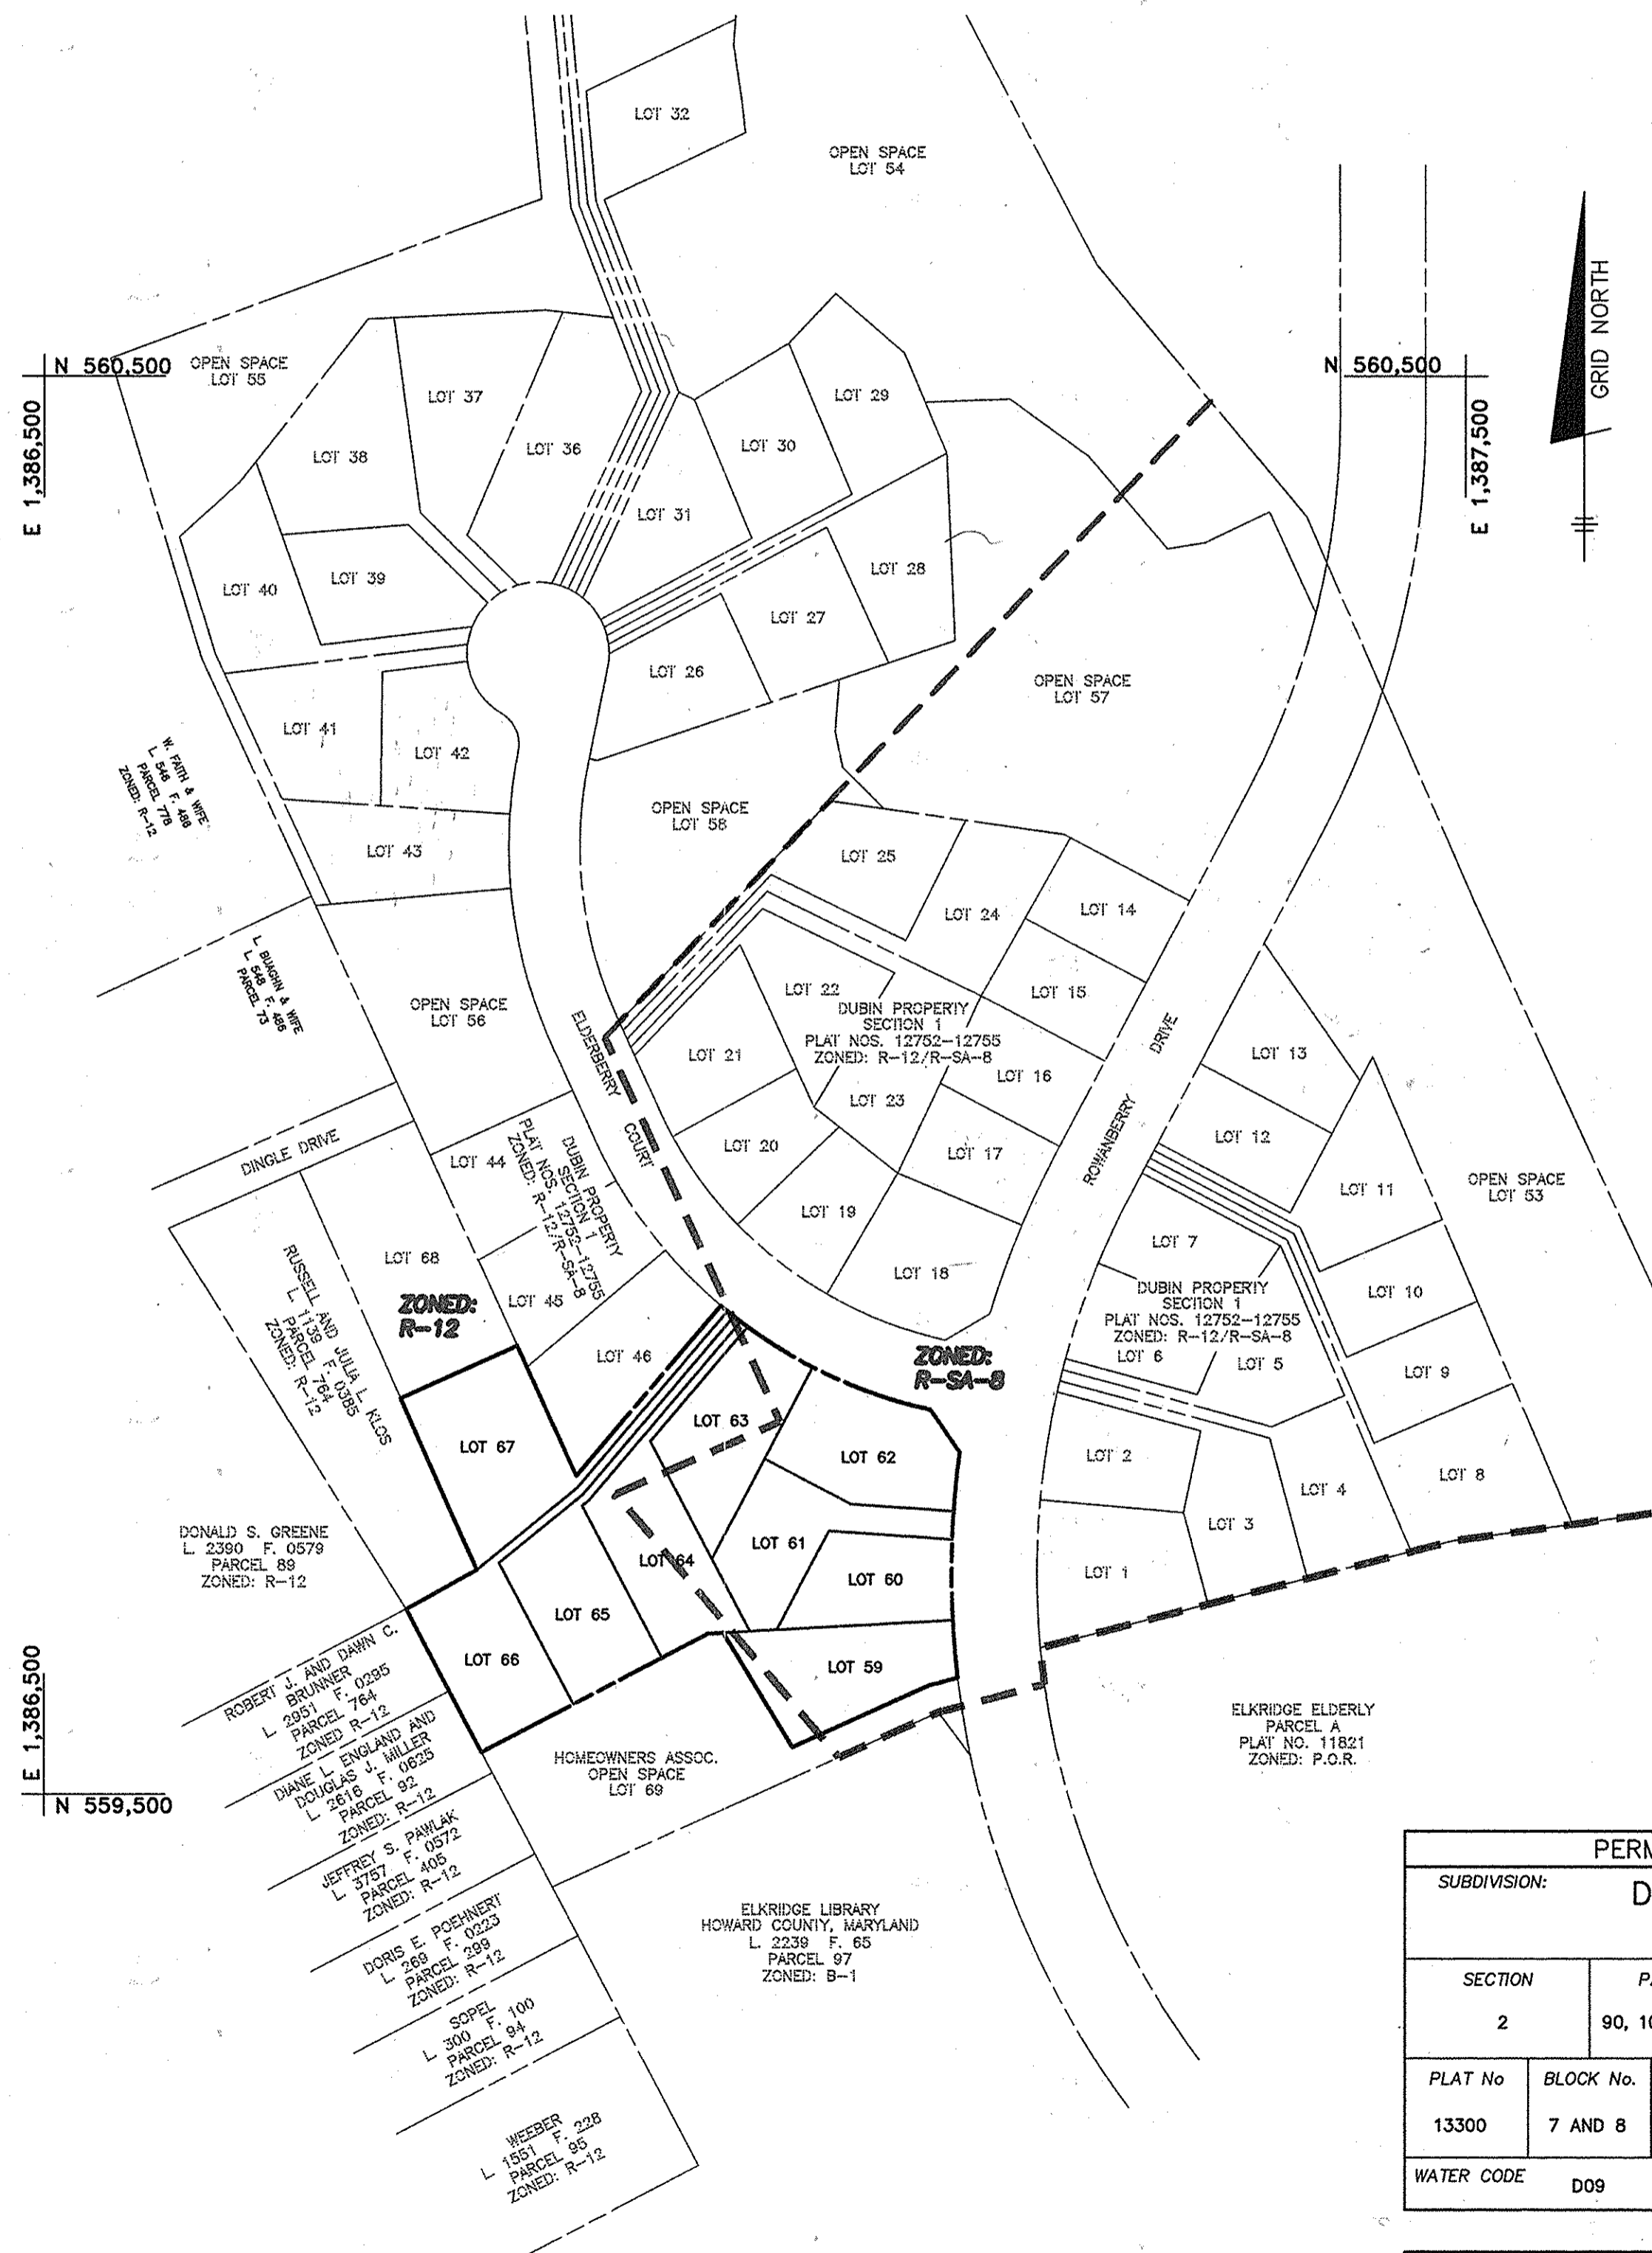 LOT 32
OPEN SPACE
LOT 54
GRID NORTH
N 560,500
E 1,386,500
OPEN SPACE
LOT 55
N 560,500
E 1,387,500
LOT 37
LOT 29
LOT 38
LOT 36
LOT 30
LOT 31
LOT 40
LOT 39
LOT 28
LOT 27
LOT 26
OPEN SPACE
LOT 57
LOT 41
LOT 42
W. FAITH & WIFE
L. 546 F. 486
PARCEL 778
ZONED: R-12
OPEN SPACE
LOT 58
LOT 43
LOT 25
LOT 24
LOT 14
L. BUAGHN & WIFE
L. 548 F. 486
PARCEL 73
OPEN SPACE
LOT 56
LOT 22
LOT 15
DUBIN PROPERTY
SECTION 1
PLAT NOS. 12752-12755
ZONED: R-12/R-SA-8
ELDERBERRY
COURT
LOT 21
LOT 23
LOT 16
ROWANBERRY
DRIVE
LOT 13
LOT 20
LOT 17
LOT 12
DINGLE DRIVE
LOT 44
DUBIN PROPERTY
SECTION 1
PLAT NOS. 12752-12755
ZONED: R-12/R-SA-8
LOT 19
LOT 11
OPEN SPACE
LOT 53
LOT 68
RUSSELL AND JULIA L. KLOS
L. 1139 F. 0385
PARCEL 764
ZONED: R-12
ZONED:
R-12
LOT 45
LOT 18
LOT 7
DUBIN PROPERTY
SECTION 1
PLAT NOS. 12752-12755
ZONED: R-12/R-SA-8
LOT 10
LOT 46
ZONED:
R-SA-8
LOT 6
LOT 5
LOT 9
LOT 67
LOT 63
LOT 62
LOT 2
LOT 8
LOT 4
LOT 3
DONALD S. GREENE
L. 2390 F. 0579
PARCEL 89
ZONED: R-12
LOT 64
LOT 61
LOT 60
LOT 1
LOT 65
LOT 66
LOT 59
ROBERT J. AND DAWN C.
BRUNNER
L. 2951 F. 0295
PARCEL 764
ZONED R-12
DIANE L. ENGLAND AND
DOUGLAS J. MILLER
L. 2616 F. 0625
PARCEL 92
ZONED: R-12
E 1,386,500
N 559,500
HOMEOWNERS ASSOC.
OPEN SPACE
LOT 69
ELKRIDGE ELDERLY
PARCEL A
PLAT NO. 11821
ZONED: P.O.R.
JEFFREY S. PAWLAK
L. 3757 F. 0572
PARCEL 405
ZONED: R-12
DORIS E. POEHNERT
L. 269 F. 0223
PARCEL 299
ZONED: R-12
ELKRIDGE LIBRARY
HOWARD COUNTY, MARYLAND
L. 2239 F. 65
PARCEL 97
ZONED: B-1
SOPEL
L. 300 F. 100
PARCEL 94
ZONED: R-12
WEEBER
L. 1551 F. 228
PARCEL 95
ZONED: R-12
PERM
SUBDIVISION:
D
SECTION
2
P
90, 10
PLAT No
13300
BLOCK No.
7 AND 8
WATER CODE
D09